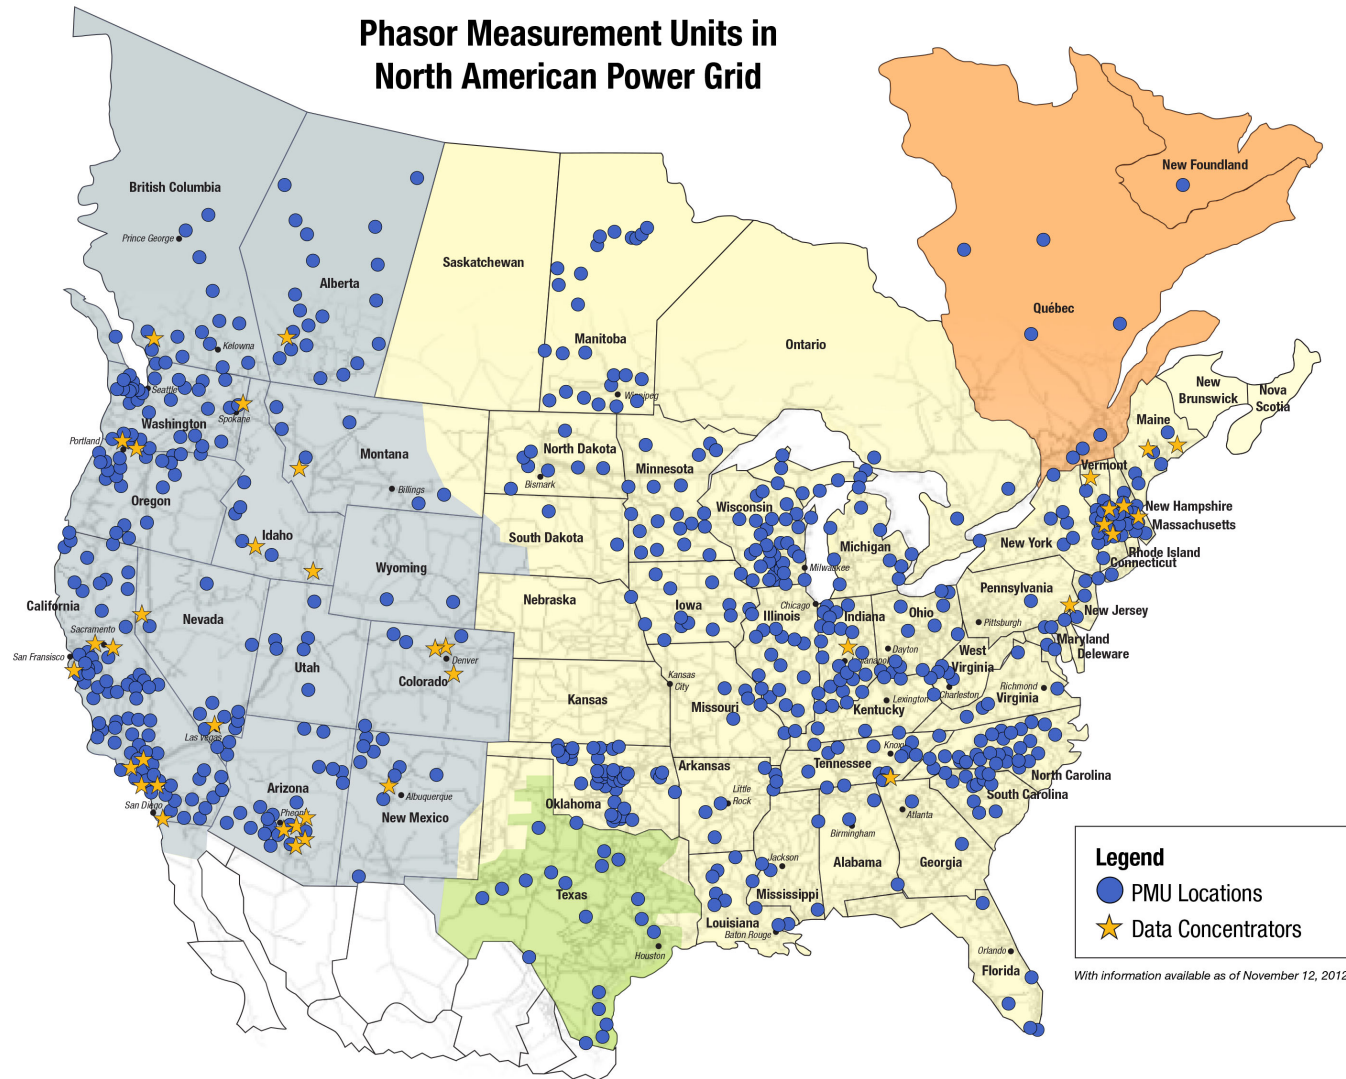 Phasor Measurement Units in
North American Power Grid
New Foundland
British Columbia
Prince George
Saskatchewan
Alberta
Québec
Manitoba
Ontario
Kelowna
New
Brunswick
Nova
Scotia
Seattle
Winnipeg
Maine
Washington
Spokane
Portland
North Dakota
Montana
Minnesota
Vermont
Bismark
Billings
Oregon
Wisconsin
New Hampshire
Massachusetts
Idaho
South Dakota
New York
Michigan
Rhode Island
Connecticut
Wyoming
Milwaukee
Pennsylvania
Nebraska
California
Iowa
Chicago
Illinois
Indiana
Ohio
New Jersey
Nevada
Sacramento
Pittsburgh
Maryland
San Fransisco
Dayton
West
Virginia
Deleware
Utah
Denver
Kansas
City
Colorado
Charleston
Richmond
Virginia
Kansas
Missouri
Lexington
Kentucky
Las Vegas
Arkansas
Tennessee
North Carolina
Arizona
Little
Rock
South Carolina
Albuquerque
San Diego
Oklahoma
New Mexico
Atlanta
Birmingham
Jackson
Alabama
Georgia
Legend
PMU Locations
Data Concentrators
Texas
Mississippi
Louisiana
Baton Rouge
Houston
Orlando
Florida
With information available as of November 12, 2012